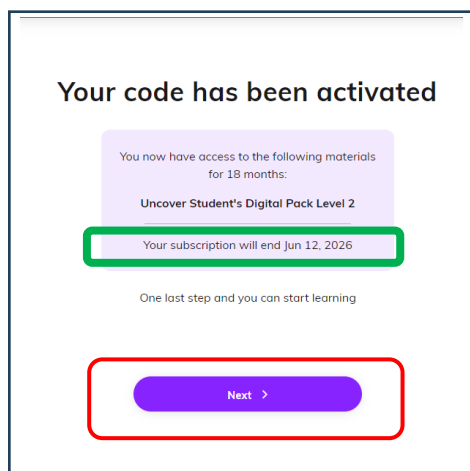 Your code has been activated
You now have access to the following materials
for 18 months:
Uncover Student's Digital Pack Level 2
Your subscription will end Jun 12, 2026
One last step and you can start learning
Next >